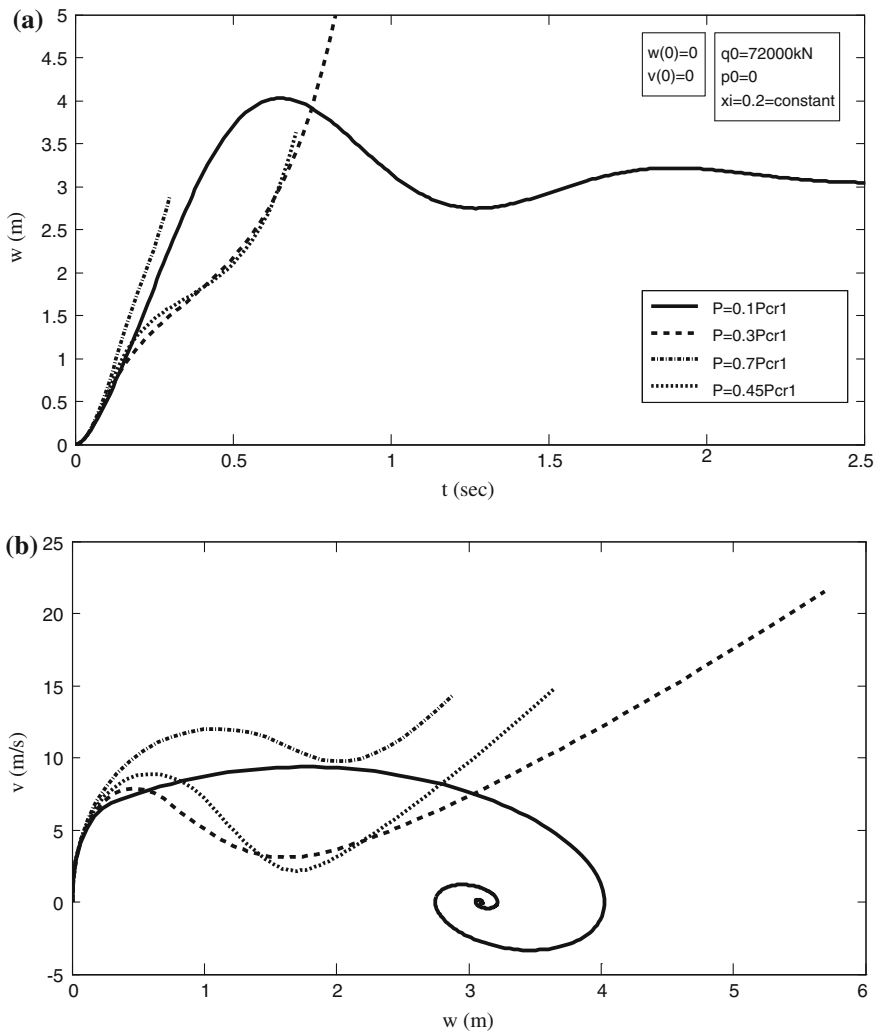 (a)
5
4.5
4
3.5
3
2.5
2
1.5
1
0.5
0
w (m)
w(0)=0
v(0)=0
q0=72000kN
p0=0
xi=0.2=constant
P=0.1Pcr1
P=0.3Pcr1
P=0.7Pcr1
P=0.45Pcr1
0 0.5 1 1.5 2 2.5
t (sec)
(b)
25
20
15
10
5
0
-5
v (m/s)
0 1 2 3 4 5 6
w (m)